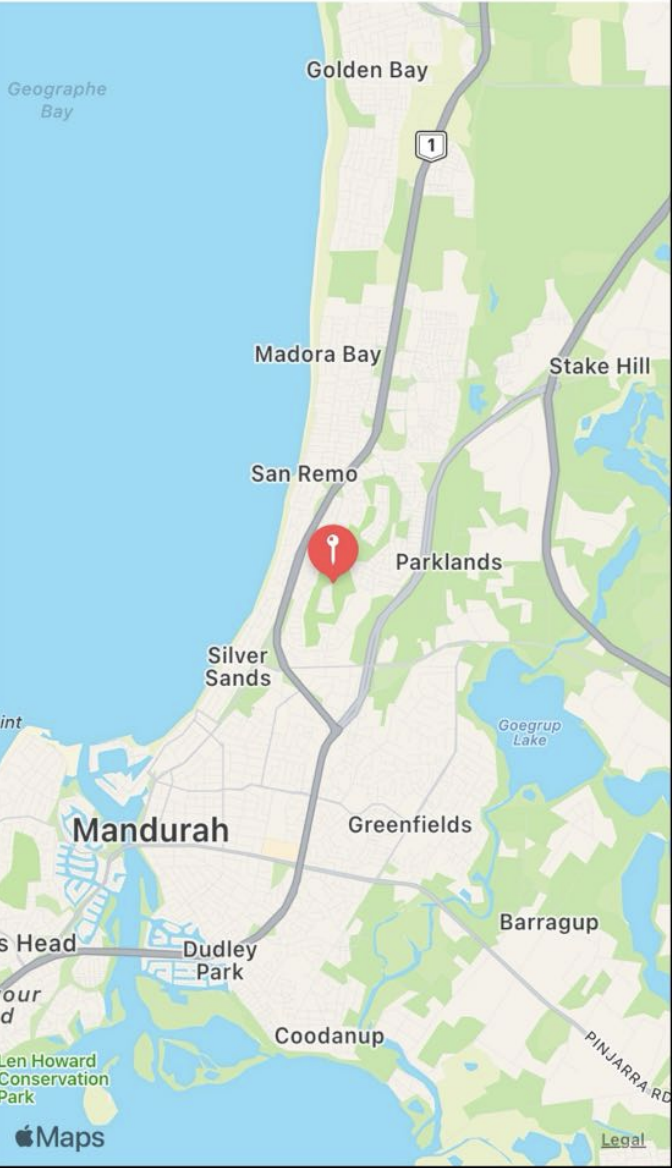 Golden Bay
Geographe
Bay
1
Madora Bay
Stake Hill
San Remo
Parklands
Silver
Sands
int
Goegrup
Lake
Mandurah
Greenfields
Barragup
s Head
Dudley
Park
our
d
Coodanup
PINJARRA RD
Len Howard
Conservation
Park
Maps
Legal